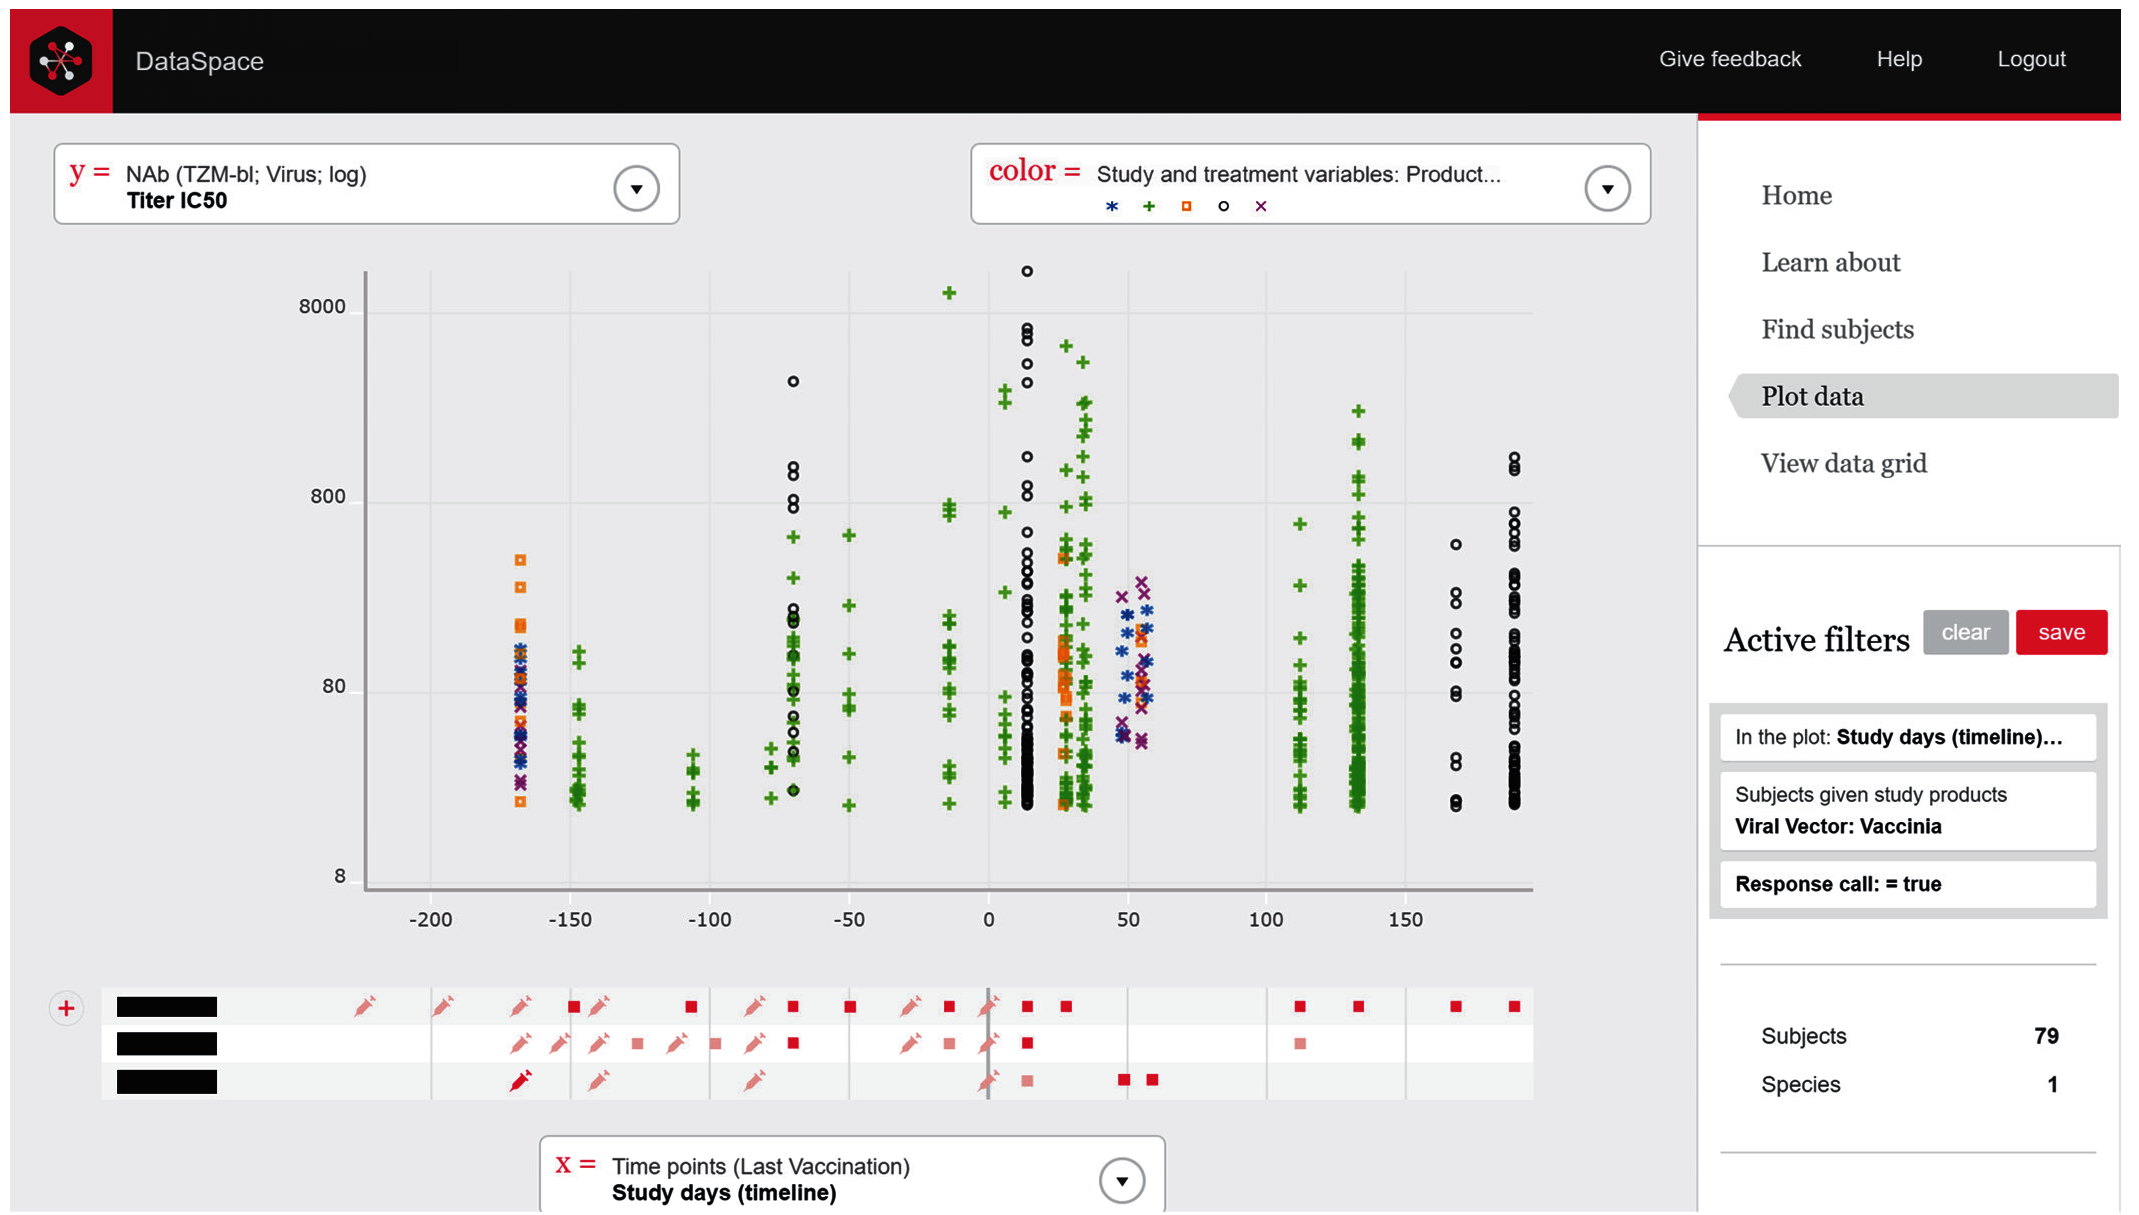 DataSpace
Give feedback
Help
Logout
y =
NAb (TZM-bl; Virus; log)
Titer IC50
color =
Study and treatment variables: Product...
Home
Learn about
Find subjects
Plot data
View data grid
8000
800
80
8
-200
-150
-100
-50
0
50
100
150
Active filters
clear
save
In the plot: Study days (timeline)...
Subjects given study products
Viral Vector: Vaccinia
Response call: = true
Subjects 79
Species 1
x =
Time points (Last Vaccination)
Study days (timeline)